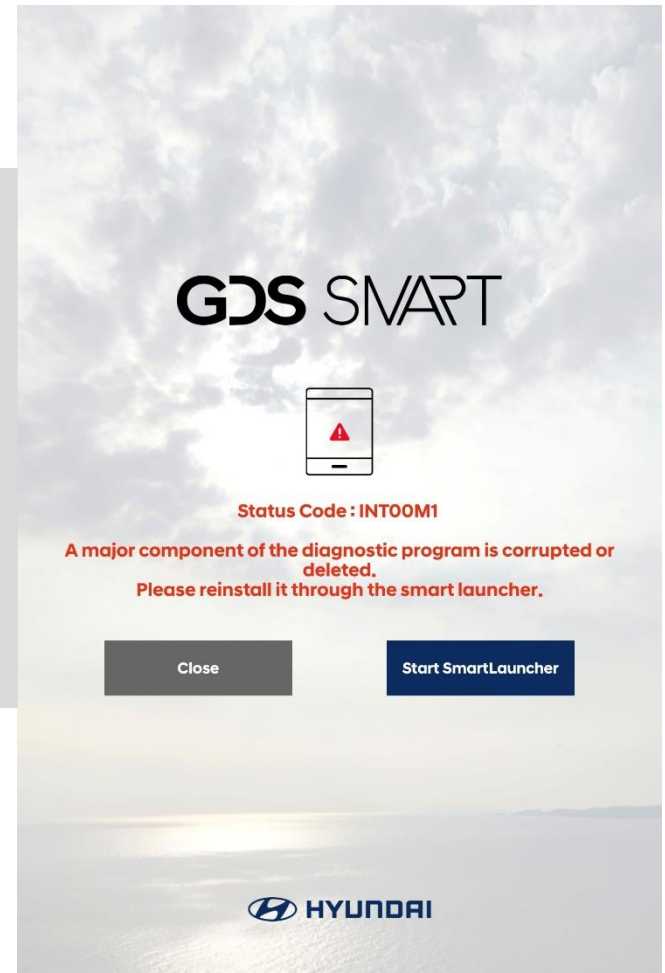 GDS SMART
Status Code : INT00M1
A major component of the diagnostic program is corrupted or
deleted.
Please reinstall it through the smart launcher.
Close
Start SmartLauncher
HYUNDAI